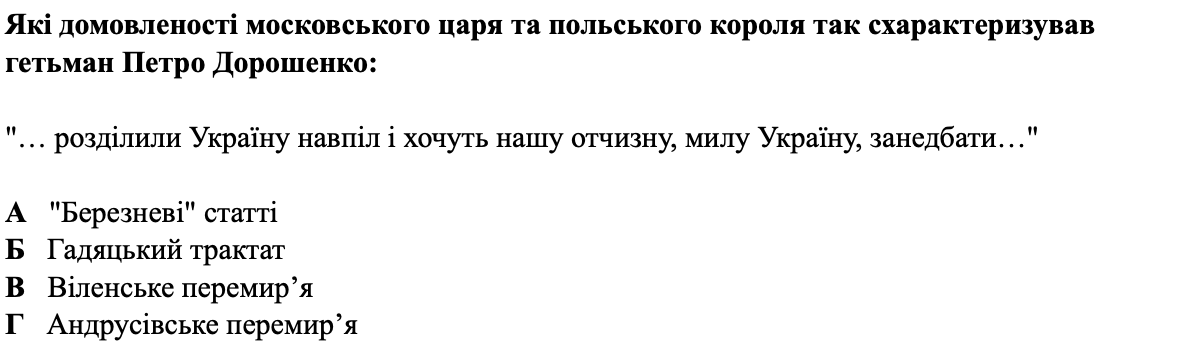 Які домовленості московського царя та польського короля так схарактеризував
гетьман Петро Дорошенко:
"… розділили Україну навпіл і хочуть нашу отчизну, милу Україну, занедбати…"
А "Березневі" статті
Б Гадяцький трактат
В Віленське перемир’я
Г Андрусівське перемир’я